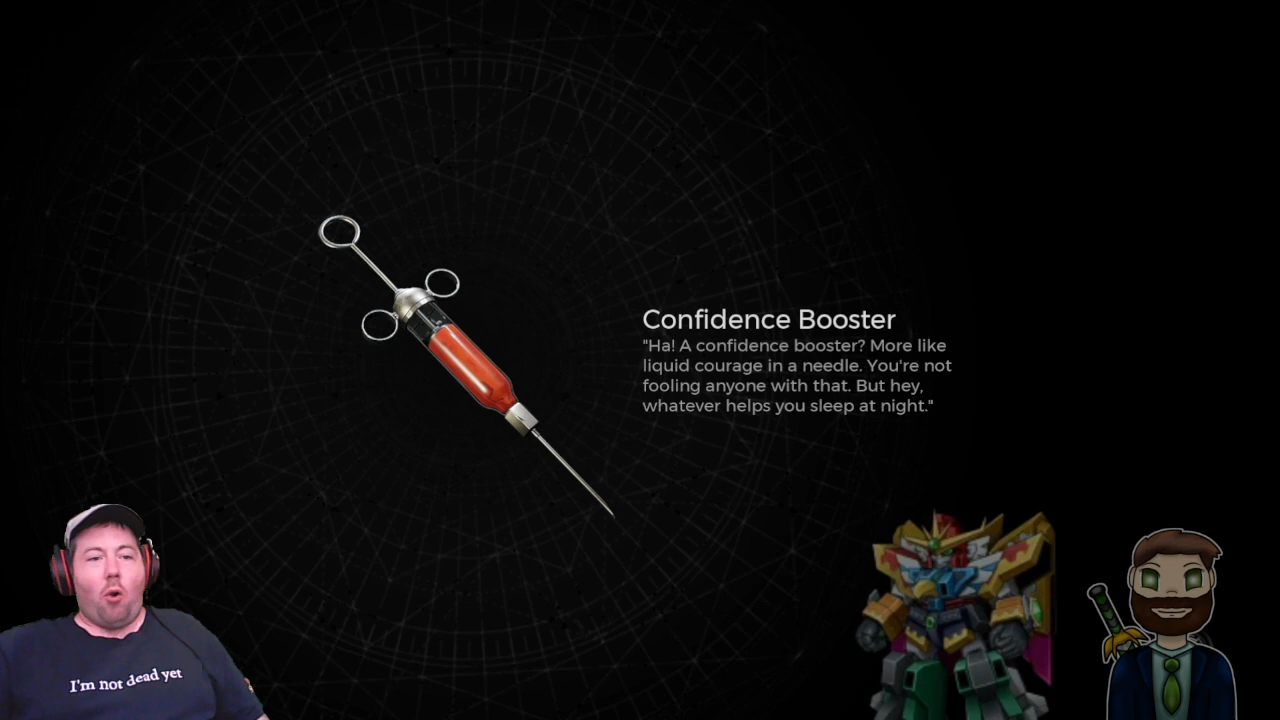 Confidence Booster
"Ha! A confidence booster? More like
liquid courage in a needle. You're not
fooling anyone with that. But hey,
whatever helps you sleep at night."
I'm not dead yet